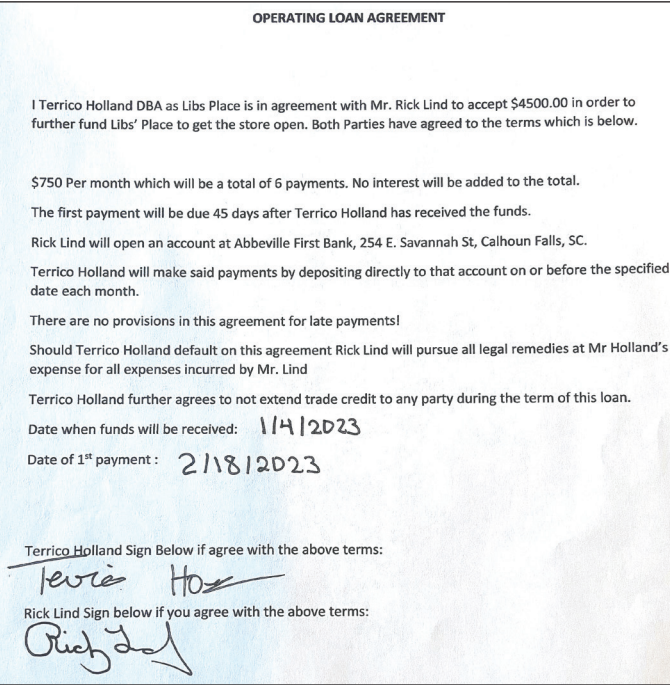 OPERATING LOAN AGREEMENT
I Terrico Holland DBA as Libs Place is in agreement with Mr. Rick Lind to accept $4500.00 in order to
further fund Libs' Place to get the store open. Both Parties have agreed to the terms which is below.
$750 Per month which will be a total of 6 payments. No interest will be added to the total.
The first payment will be due 45 days after Terrico Holland has received the funds.
Rick Lind will open an account at Abbeville First Bank, 254 E. Savannah St, Calhoun Falls, SC.
Terrico Holland will make said payments by depositing directly to that account on or before the specified
date each month.
There are no provisions in this agreement for late payments!
Should Terrico Holland default on this agreement Rick Lind will pursue all legal remedies at Mr Holland's
expense for all expenses incurred by Mr. Lind
Terrico Holland further agrees to not extend trade credit to any party during the term of this loan.
Date when funds will be received: 1/4/2023
Date of 1st payment : 2/18/2023
Terrico Holland Sign Below if agree with the above terms:
Rick Lind Sign below if you agree with the above terms: